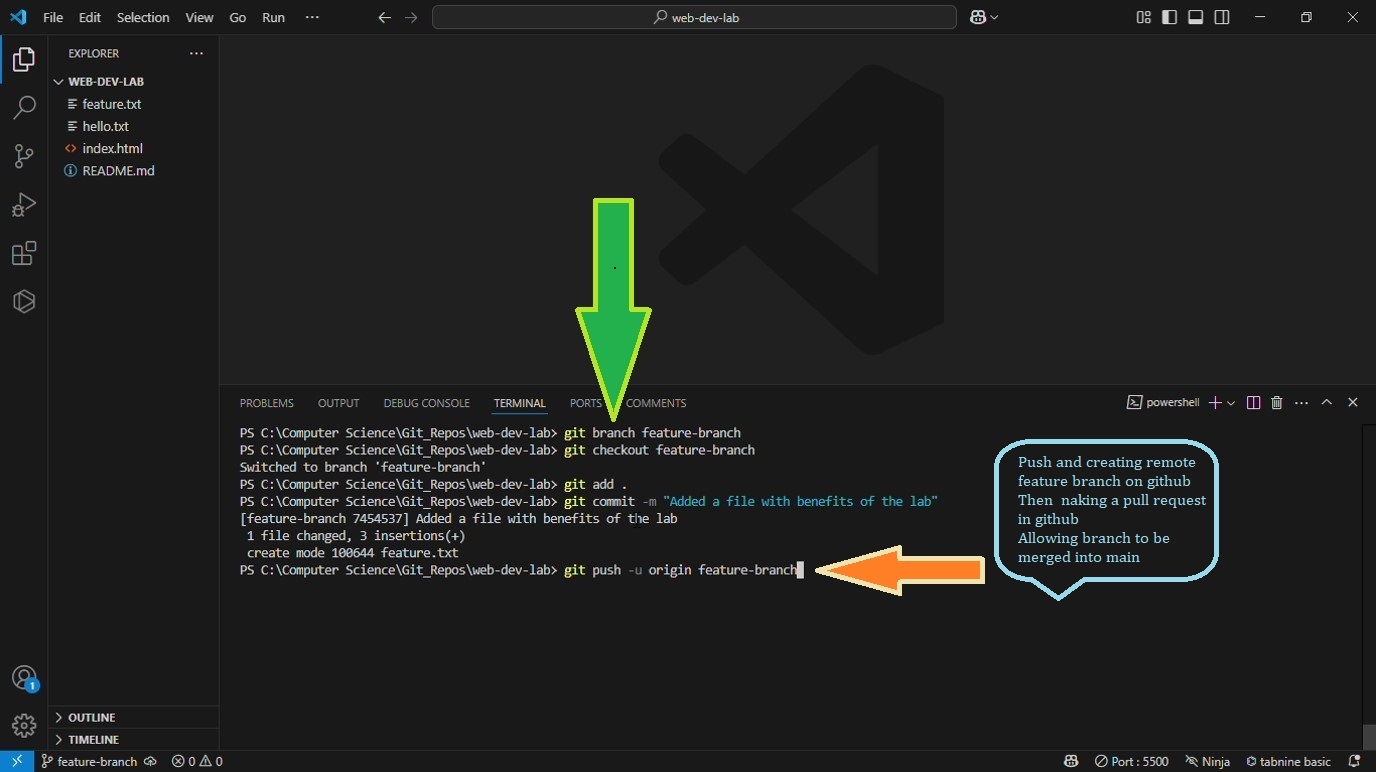 File Edit Selection View Go Run ···
web-dev-lab
EXPLORER ···
WEB-DEV-LAB
feature.txt
hello.txt
index.html
README.md
OUTLINE
TIMELINE
PROBLEMS OUTPUT DEBUG CONSOLE TERMINAL PORTS COMMENTS
powershell
PS C:\Computer Science\Git_Repos\web-dev-lab> git branch feature-branch
PS C:\Computer Science\Git_Repos\web-dev-lab> git checkout feature-branch
Switched to branch 'feature-branch'
PS C:\Computer Science\Git_Repos\web-dev-lab> git add .
PS C:\Computer Science\Git_Repos\web-dev-lab> git commit -m "Added a file with benefits of the lab"
[feature-branch 7454537] Added a file with benefits of the lab
1 file changed, 3 insertions(+)
create mode 100644 feature.txt
PS C:\Computer Science\Git_Repos\web-dev-lab> git push -u origin feature-branch
Push and creating remote
feature branch on github
Then naking a pull request
in github
Allowing branch to be
merged into main
1
feature-branch 0 0 Port : 5500 Ninja tabnine basic